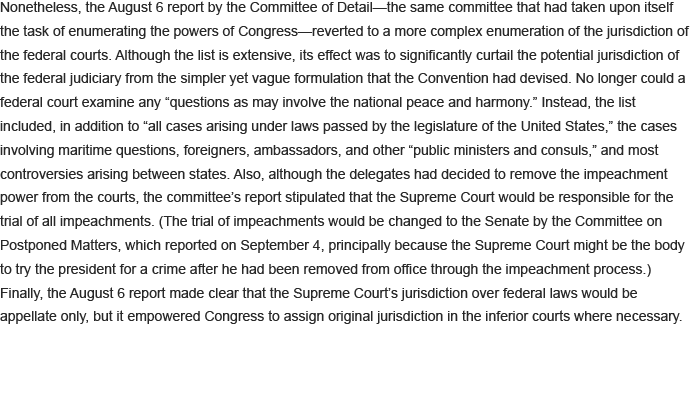 Nonetheless, the August 6 report by the Committee of Detail—the same committee that had taken upon itself
the task of enumerating the powers of Congress—reverted to a more complex enumeration of the jurisdiction of
the federal courts. Although the list is extensive, its effect was to significantly curtail the potential jurisdiction of
the federal judiciary from the simpler yet vague formulation that the Convention had devised. No longer could a
federal court examine any “questions as may involve the national peace and harmony.” Instead, the list
included, in addition to “all cases arising under laws passed by the legislature of the United States,” the cases
involving maritime questions, foreigners, ambassadors, and other “public ministers and consuls,” and most
controversies arising between states. Also, although the delegates had decided to remove the impeachment
power from the courts, the committee’s report stipulated that the Supreme Court would be responsible for the
trial of all impeachments. (The trial of impeachments would be changed to the Senate by the Committee on
Postponed Matters, which reported on September 4, principally because the Supreme Court might be the body
to try the president for a crime after he had been removed from office through the impeachment process.)
Finally, the August 6 report made clear that the Supreme Court’s jurisdiction over federal laws would be
appellate only, but it empowered Congress to assign original jurisdiction in the inferior courts where necessary.